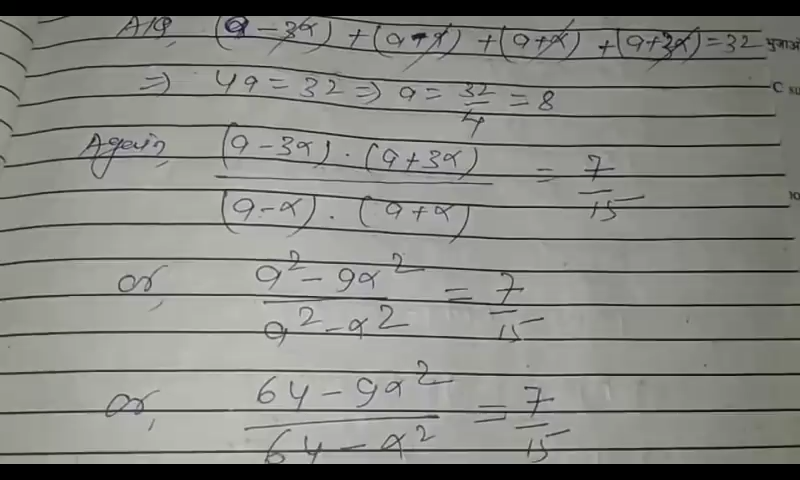 A/Q, (a - 3α) + (a - α) + (a + α) + (a + 3α) = 32
⇒ 4a = 32 ⇒ a = 32/4 = 8
Again, (a - 3α) . (a + 3α) / (a - α) . (a + α) = 7/15
or, a² - 9α² / a² - α² = 7/15
or, 64 - 9α² / 64 - α² = 7/15